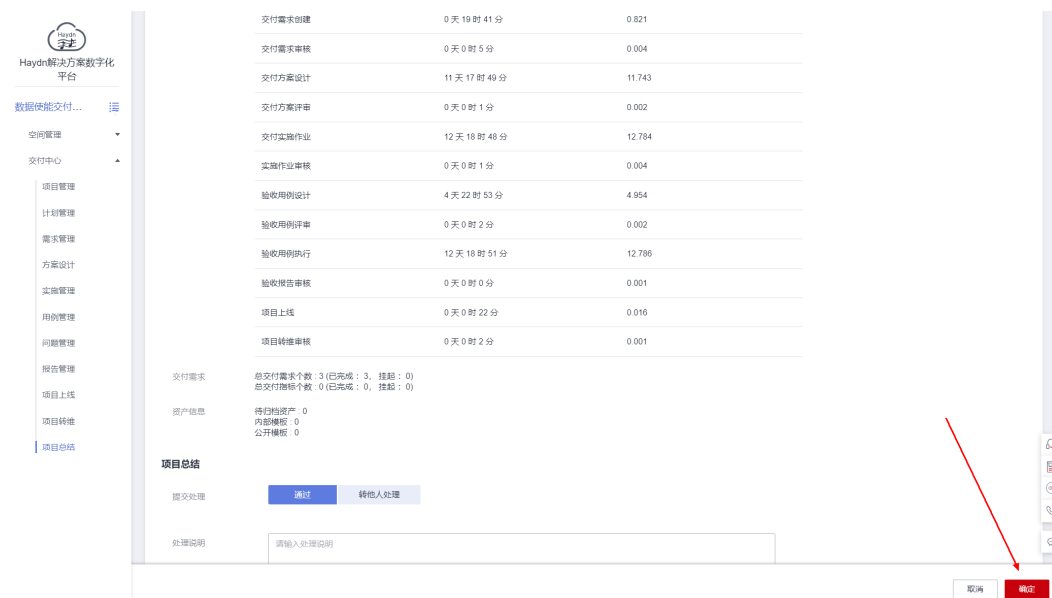 Haydn
Haydn解决方案数字化
平台
数据使能交付...
空间管理
交付中心
项目管理
计划管理
需求管理
方案设计
实施管理
用例管理
问题管理
报告管理
项目上线
项目转维
项目总结
交付需求创建 0 天 19 时 41 分 0.821
交付需求审核 0 天 0 时 5 分 0.004
交付方案设计 11 天 17 时 49 分 11.743
交付方案评审 0 天 0 时 1 分 0.002
交付实施作业 12 天 18 时 48 分 12.784
实施作业审核 0 天 0 时 1 分 0.004
验收用例设计 4 天 22 时 53 分 4.954
验收用例评审 0 天 0 时 2 分 0.002
验收用例执行 12 天 18 时 51 分 12.786
验收报告审核 0 天 0 时 0 分 0.001
项目上线 0 天 0 时 22 分 0.016
项目转维审核 0 天 0 时 2 分 0.001
交付需求 总交付需求个数 : 3 (已完成 : 3, 挂起 : 0)
总交付指标个数 : 0 (已完成 : 0, 挂起 : 0)
资产信息 待归档资产 : 0
内部模板 : 0
公开模板 : 0
项目总结
提交处理 通过 转他人处理
处理说明 请输入处理说明
取消 确定